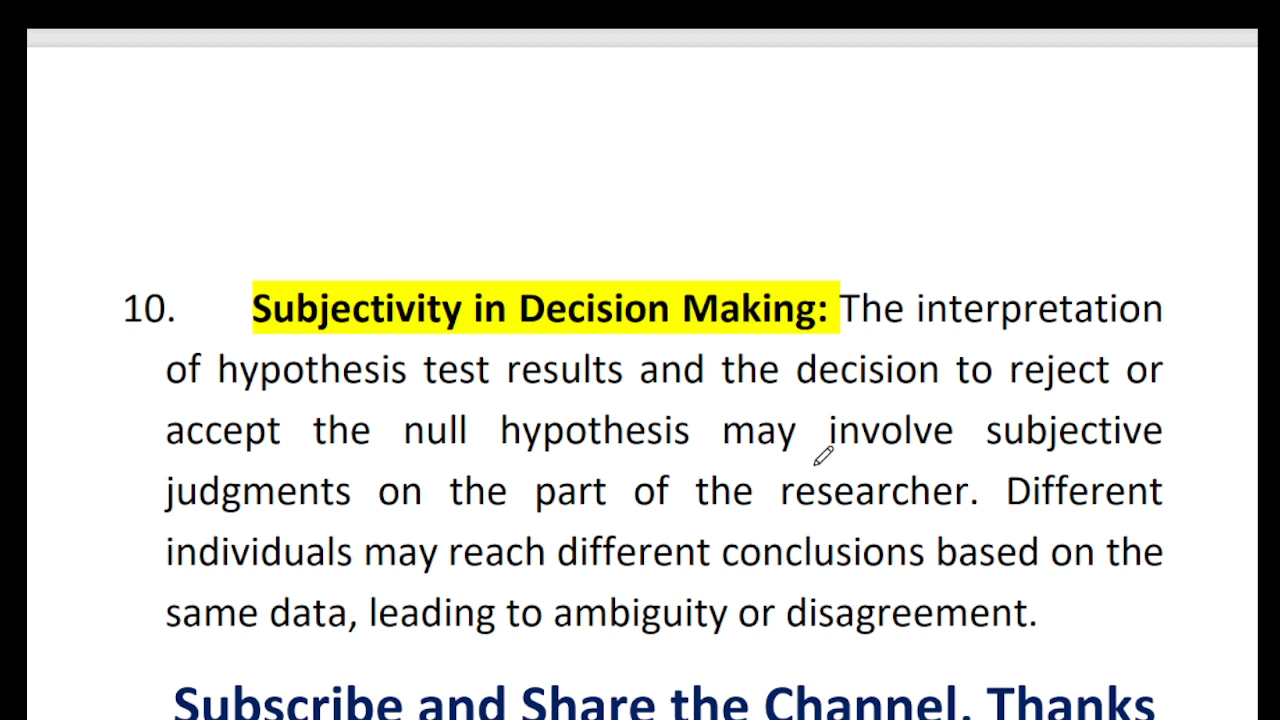 10. Subjectivity in Decision Making: The interpretation
of hypothesis test results and the decision to reject or
accept the null hypothesis may involve subjective
judgments on the part of the researcher. Different
individuals may reach different conclusions based on the
same data, leading to ambiguity or disagreement.
Subscribe and Share the Channel. Thanks